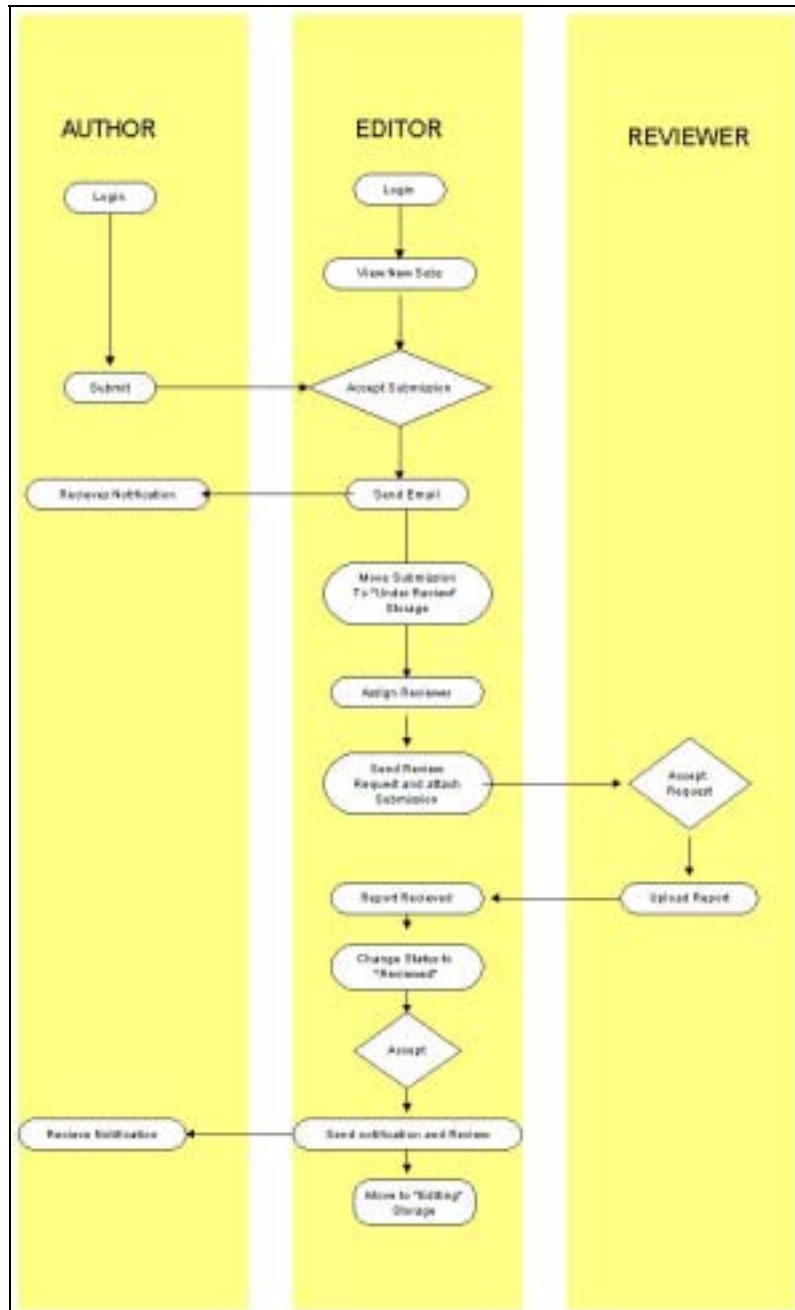 AUTHOR
EDITOR
REVIEWER
Login
Login
View New Subs
Submit
Accept Submission
Recieves Notification
Send Email
Move Submission
To "Under Review"
Storage
Assign Reviewer
Send Review
Request and attach
Submission
Accept
Request
Report Recieved
Upload Report
Change Status to
"Reviewed"
Accept
Recieve Notification
Send notification and Review
Move to "Editing"
Storage